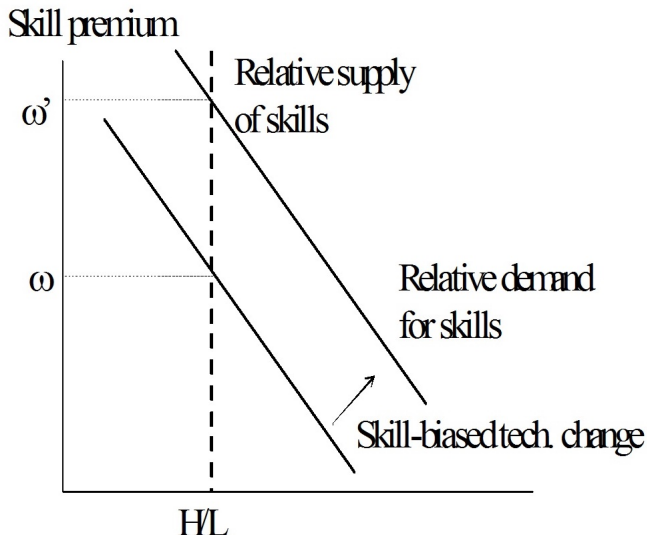 Skill premium
Relative supply
of skills
ω'
Relative demand
for skills
ω
Skill-biased tech. change
H/L